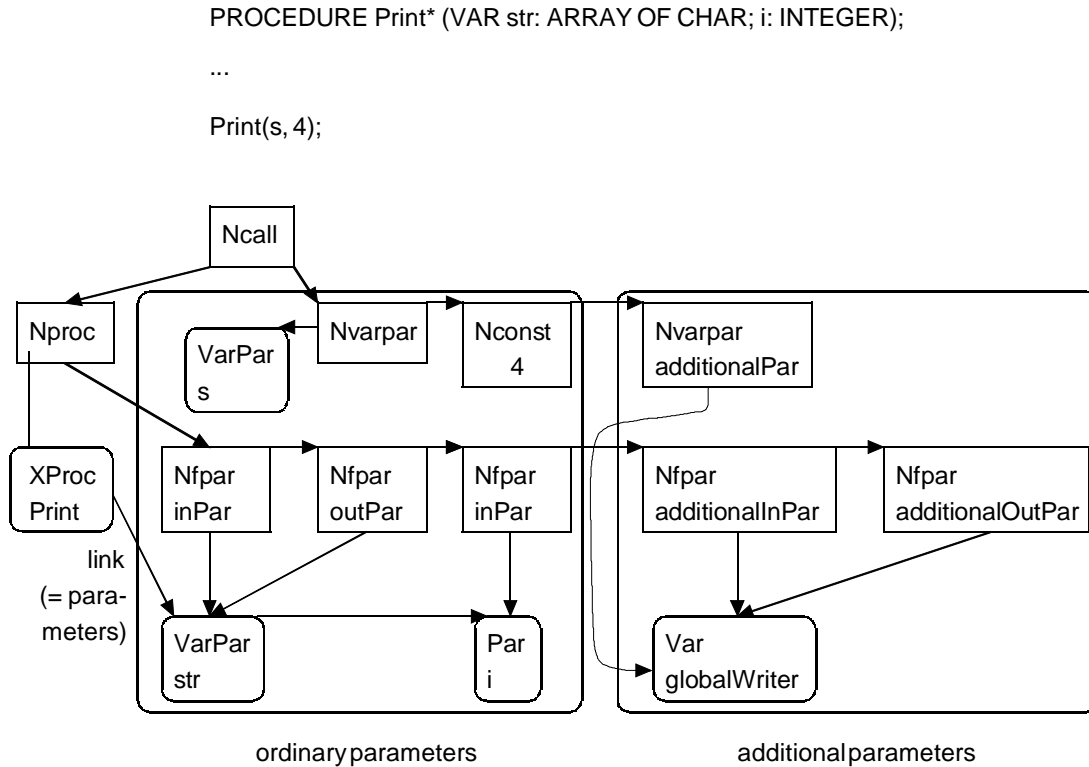 PROCEDURE Print* (VAR str: ARRAY OF CHAR; i: INTEGER);
...
Print(s, 4);
Ncall
Nproc
VarPar
s
Nvarpar
Nconst
4
Nvarpar
additionalPar
XProc
Print
Nfpar
inPar
Nfpar
outPar
Nfpar
inPar
Nfpar
additionalInPar
Nfpar
additionalOutPar
link
(= para-
meters)
VarPar
str
Par
i
Var
globalWriter
ordinary parameters
additional parameters